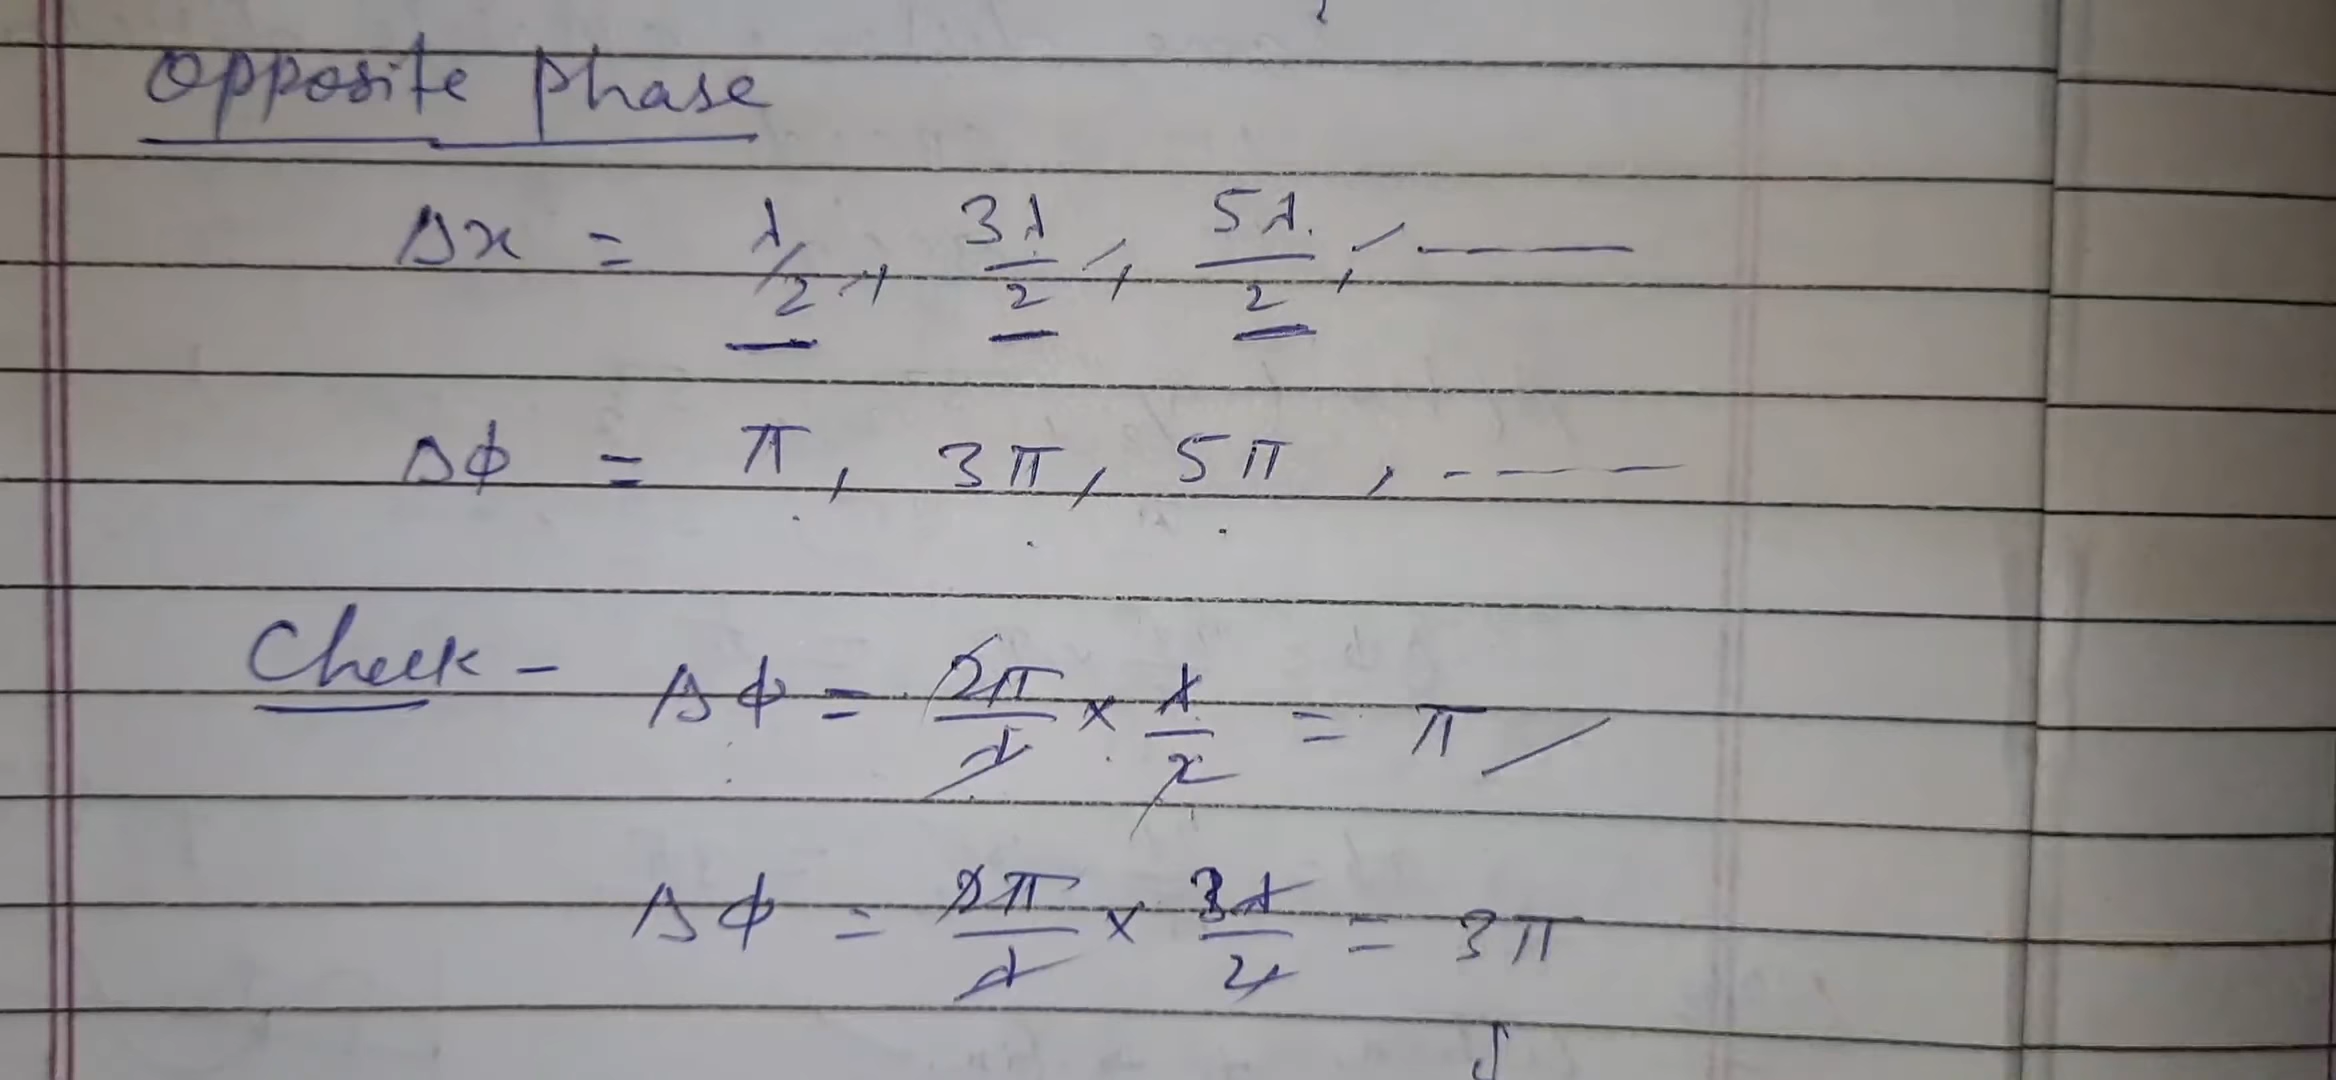 Opposite phase
Δx = λ/2, 3λ/2, 5λ/2, ———
Δφ = π, 3π, 5π, - — —
Check - Δφ = 2π/λ × λ/2 = π
Δφ = 2π/λ × 3λ/2 = 3π